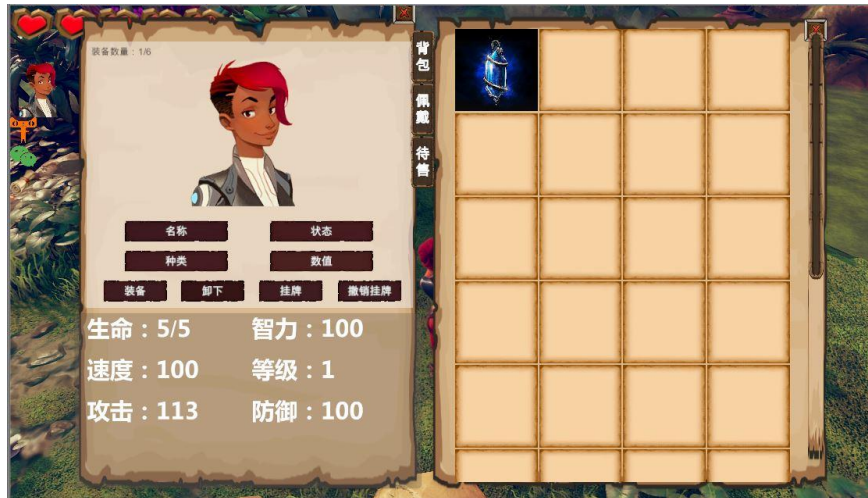 装备数量：1/6
背包
佩戴
待售
名称 状态
种类 数值
装备 卸下 挂牌 撤销挂牌
生命：5/5 智力：100
速度：100 等级：1
攻击：113 防御：100